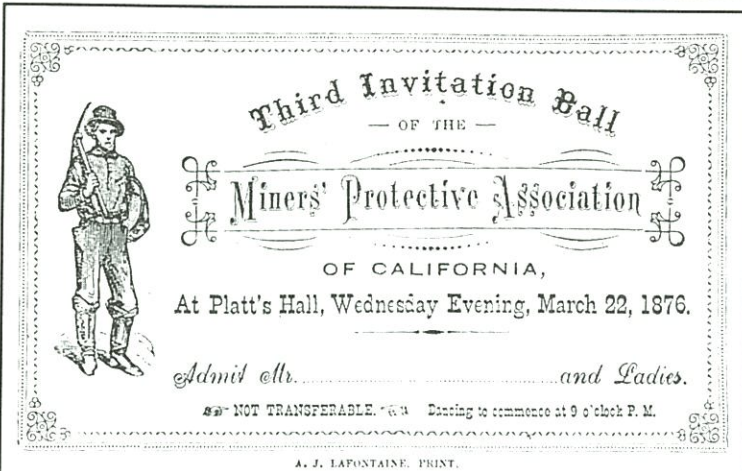 Third Invitation Ball
— OF THE —
Miners' Protective Association
OF CALIFORNIA,
At Platt's Hall, Wednesday Evening, March 22, 1876.
Admit Mr. ............................................ and Ladies.
NOT TRANSFERABLE. Dancing to commence at 9 o'clock P. M.
A. J. LAFONTAINE, PRINT.